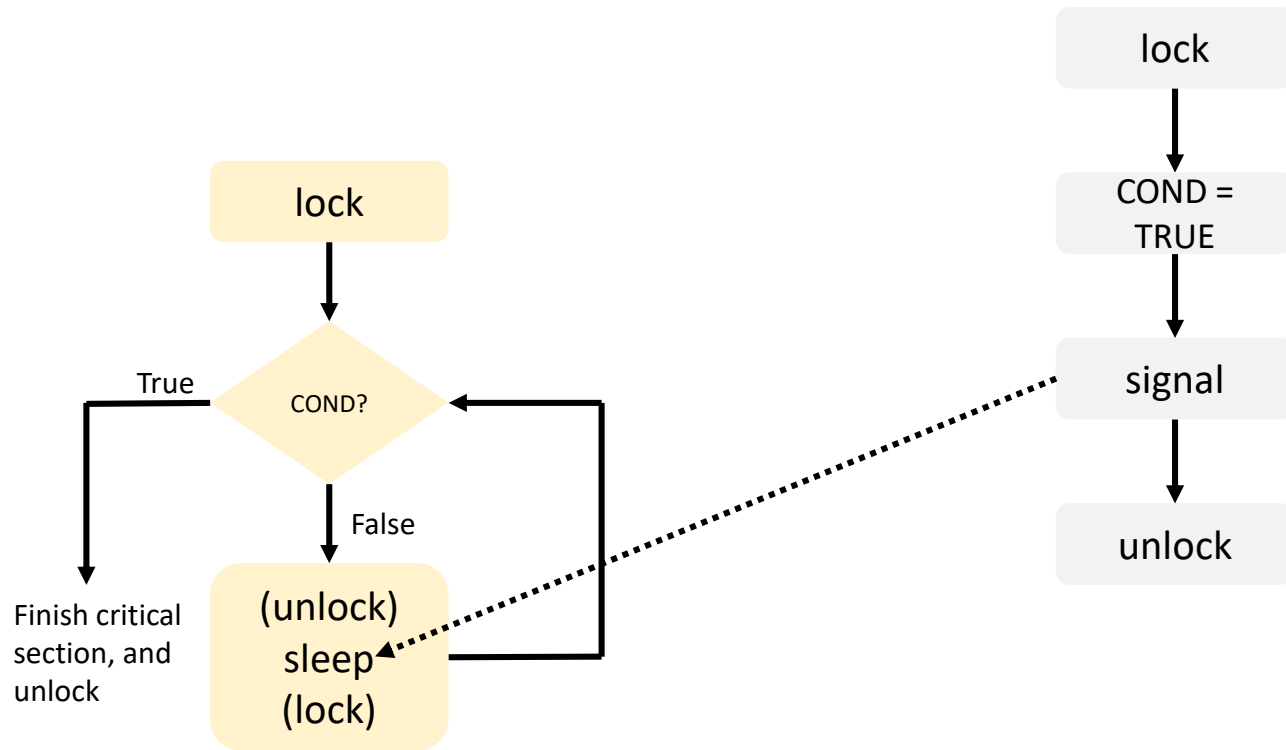 lock
COND?
True
False
(unlock)
sleep
(lock)
Finish critical
section, and
unlock
lock
COND =
TRUE
signal
unlock